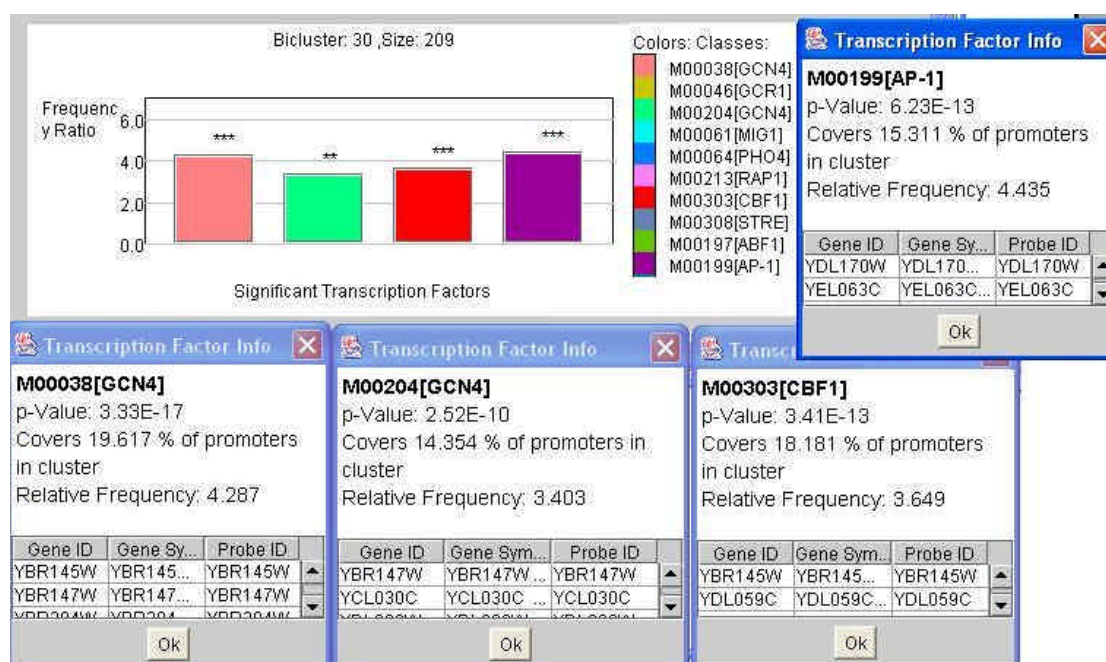 Bicluster: 30 ,Size: 209
Frequenc
y Ratio
6.0
4.0
2.0
0.0
***
**
***
***
Significant Transcription Factors
Colors: Classes:
M00038[GCN4]
M00046[GCR1]
M00204[GCN4]
M00061[MIG1]
M00064[PHO4]
M00213[RAP1]
M00303[CBF1]
M00308[STRE]
M00197[ABF1]
M00199[AP-1]
Transcription Factor Info
M00199[AP-1]
p-Value: 6.23E-13
Covers 15.311 % of promoters
in cluster
Relative Frequency: 4.435
Gene ID Gene Sy... Probe ID
YDL170W YDL170... YDL170W
YEL063C YEL063C... YEL063C
Ok
Transcription Factor Info
M00038[GCN4]
p-Value: 3.33E-17
Covers 19.617 % of promoters
in cluster
Relative Frequency: 4.287
Gene ID Gene Sy... Probe ID
YBR145W YBR145... YBR145W
YBR147W YBR147... YBR147W
Ok
Transcription Factor Info
M00204[GCN4]
p-Value: 2.52E-10
Covers 14.354 % of promoters in
cluster
Relative Frequency: 3.403
Gene ID Gene Sym... Probe ID
YBR147W YBR147W ... YBR147W
YCL030C YCL030C ... YCL030C
Ok
Transc
M00303[CBF1]
p-Value: 3.41E-13
Covers 18.181 % of promoters
in cluster
Relative Frequency: 3.649
Gene ID Gene Sym... Probe ID
YBR145W YBR145... YBR145W
YDL059C YDL059C... YDL059C
Ok